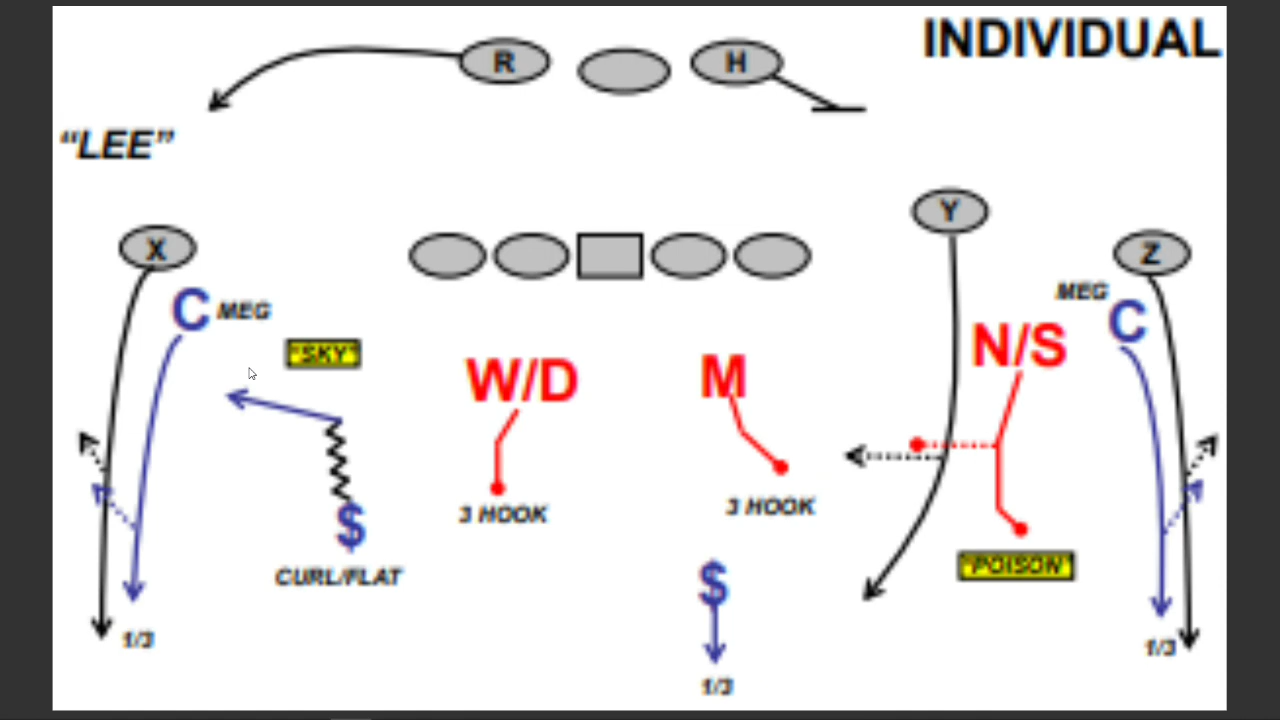 INDIVIDUAL
R
H
“LEE”
Y
X
Z
C MEG
MEG
C
"SKY"
N/S
W/D
M
3 HOOK
3 HOOK
$
CURL/FLAT
"POISON"
$
1/3
1/3
1/3